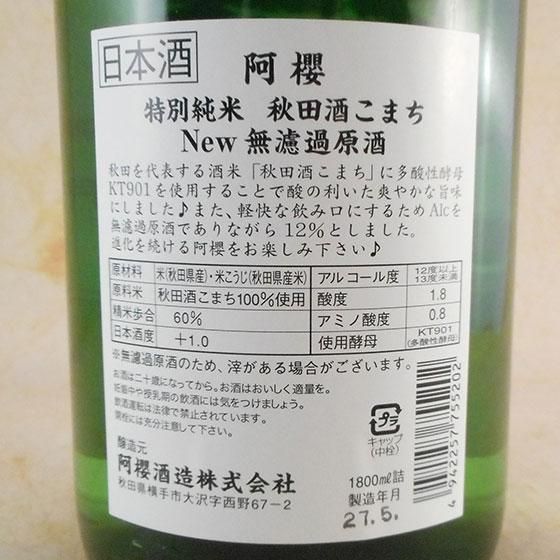 日本酒
阿櫻
特別純米 秋田酒こまち
New 無濾過原酒
秋田を代表する酒米「秋田酒こまち」に多酸性酵母
KT901を使用することで酸の利いた爽やかな旨味
にしました♪また、軽快な飲み口にするためAlcを
無濾過原酒でありながら12%としました。
進化を続ける阿櫻をお楽しみ下さい♪
原材料 米(秋田県産)・米こうじ(秋田県産米) アルコール度 12度以上13度未満
原料米 秋田酒こまち100%使用 酸度 1.8
精米歩合 60% アミノ酸度 0.8
日本酒度 +1.0 使用酵母 KT901(多酸性酵母)
※無濾過原酒のため、滓がある場合がございます。
お酒は二十歳になってから。お酒はおいしく適量を。
妊娠中や授乳期の飲酒には気をつけましょう。
飲酒運転は法律で禁止されています。
開栓には充分注意して下さい。
プラ
キャップ
(中栓)
4 942257 755202
醸造元
阿櫻酒造株式会社
秋田県横手市大沢字西野67-2
1800㎖詰
製造年月
27.5.